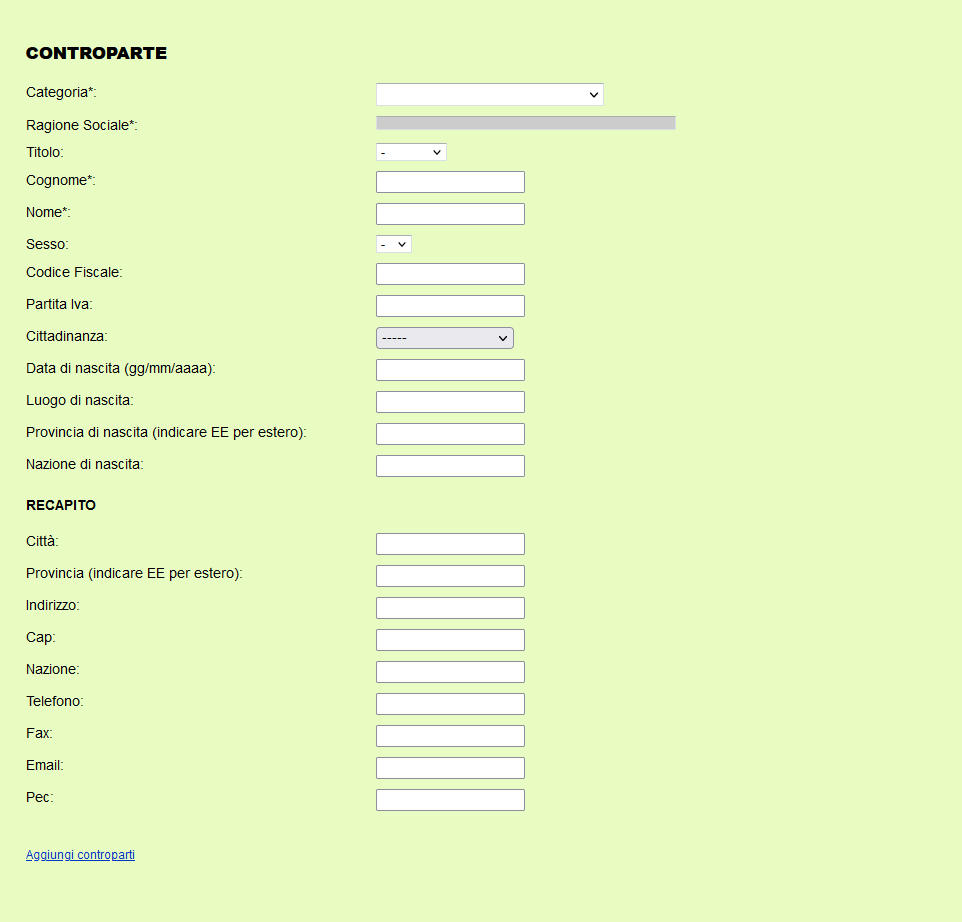 CONTROPARTE
Categoria*:
Ragione Sociale*:
Titolo: -
Cognome*:
Nome*:
Sesso: -
Codice Fiscale:
Partita Iva:
Cittadinanza: -----
Data di nascita (gg/mm/aaaa):
Luogo di nascita:
Provincia di nascita (indicare EE per estero):
Nazione di nascita:
RECAPITO
Città:
Provincia (indicare EE per estero):
Indirizzo:
Cap:
Nazione:
Telefono:
Fax:
Email:
Pec:
Aggiungi controparti